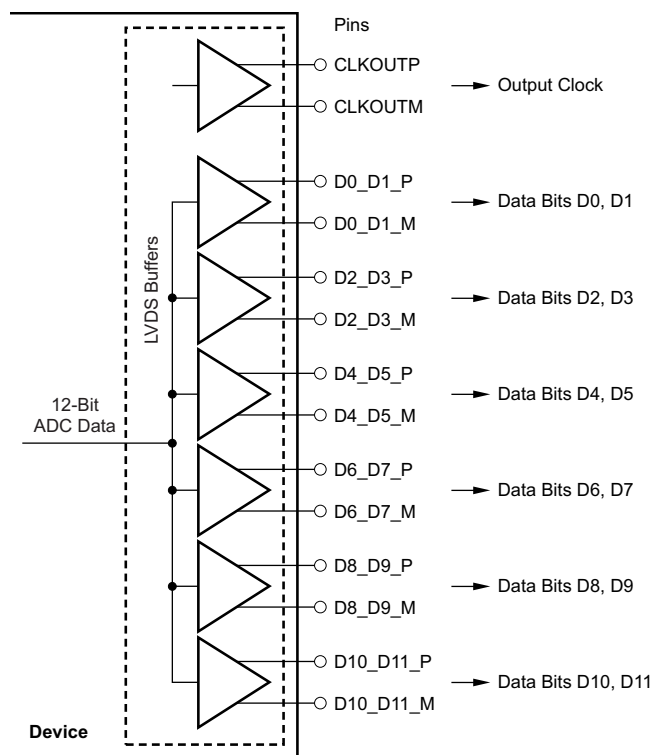 Pins
CLKOUTP
CLKOUTM
Output Clock
D0_D1_P
D0_D1_M
Data Bits D0, D1
LVDS Buffers
D2_D3_P
D2_D3_M
Data Bits D2, D3
D4_D5_P
D4_D5_M
Data Bits D4, D5
12-Bit
ADC Data
D6_D7_P
D6_D7_M
Data Bits D6, D7
D8_D9_P
D8_D9_M
Data Bits D8, D9
D10_D11_P
D10_D11_M
Data Bits D10, D11
Device